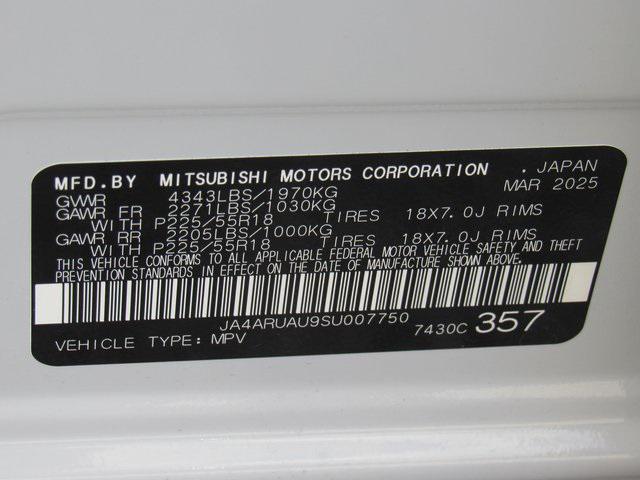 MFD.BY MITSUBISHI MOTORS CORPORATION . JAPAN
GVWR 4343LBS/1970KG MAR 2025
GAWR FR 2271LBS/1030KG
WITH P225/55R18 TIRES 18X7.0J RIMS
GAWR RR 2205LBS/1000KG
WITH P225/55R18 TIRES 18X7.0J RIMS
THIS VEHICLE CONFORMS TO ALL APPLICABLE FEDERAL MOTOR VEHICLE SAFETY AND THEFT
PREVENTION STANDARDS IN EFFECT ON THE DATE OF MANUFACTURE SHOWN ABOVE.
JA4ARUAU9SU007750 7430C 357
VEHICLE TYPE: MPV